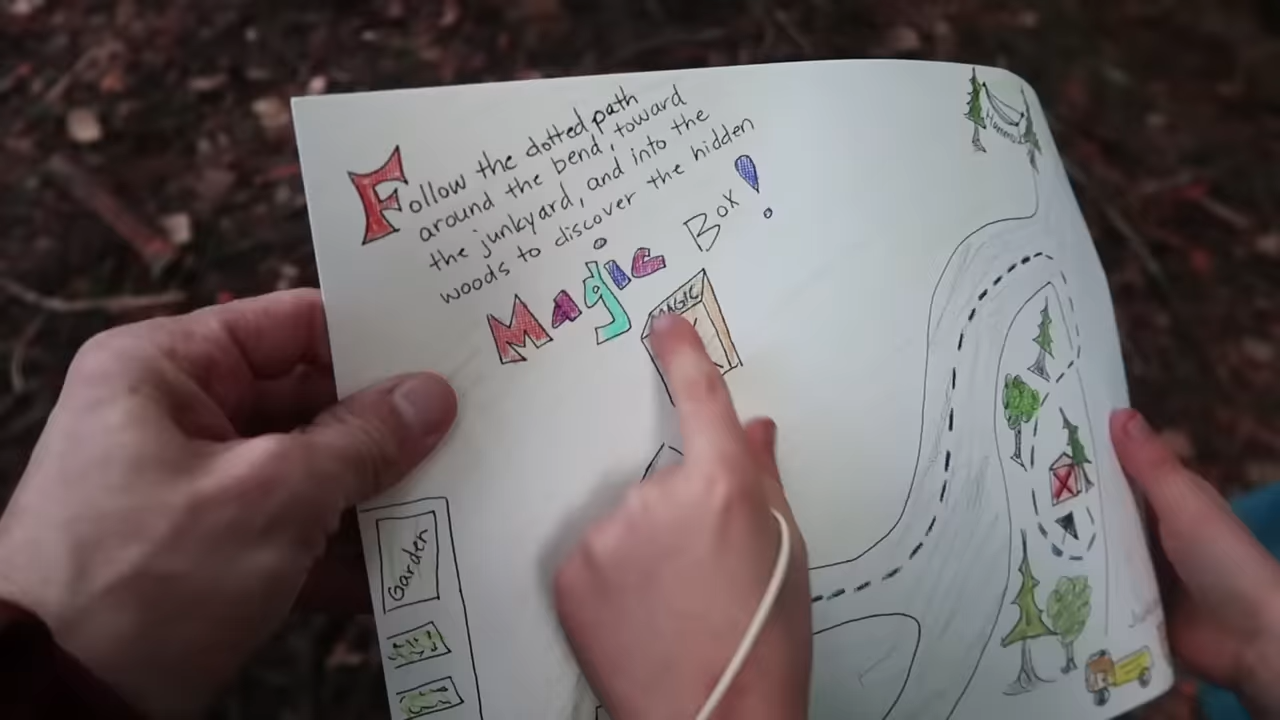 Follow the dotted path
around the bend, toward
the junkyard, and into the
woods to discover the hidden
Magic Box!
MAGIC
Garden
X